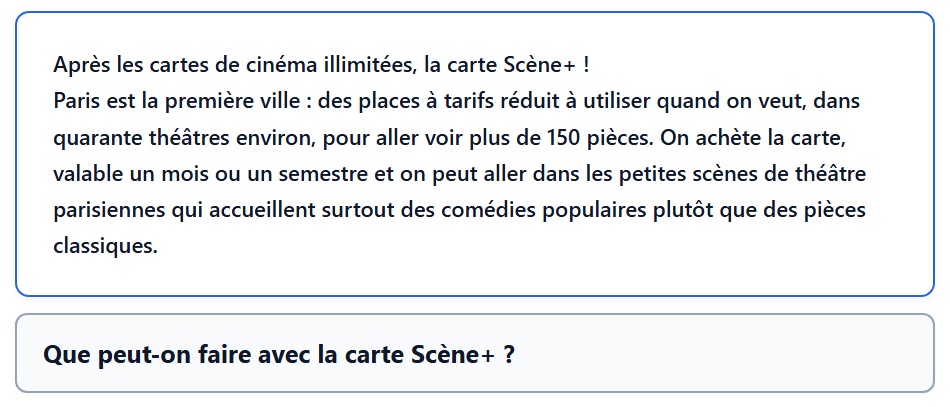 Après les cartes de cinéma illimitées, la carte Scène+ !
Paris est la première ville : des places à tarifs réduit à utiliser quand on veut, dans
quarante théâtres environ, pour aller voir plus de 150 pièces. On achète la carte,
valable un mois ou un semestre et on peut aller dans les petites scènes de théâtre
parisiennes qui accueillent surtout des comédies populaires plutôt que des pièces
classiques.
Que peut-on faire avec la carte Scène+ ?